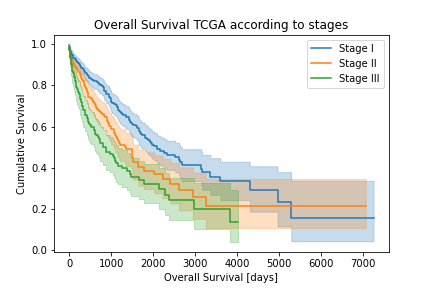 Overall Survival TCGA according to stages
Cumulative Survival
1.0
0.8
0.6
0.4
0.2
0.0
Stage I
Stage II
Stage III
0 1000 2000 3000 4000 5000 6000 7000
Overall Survival [days]